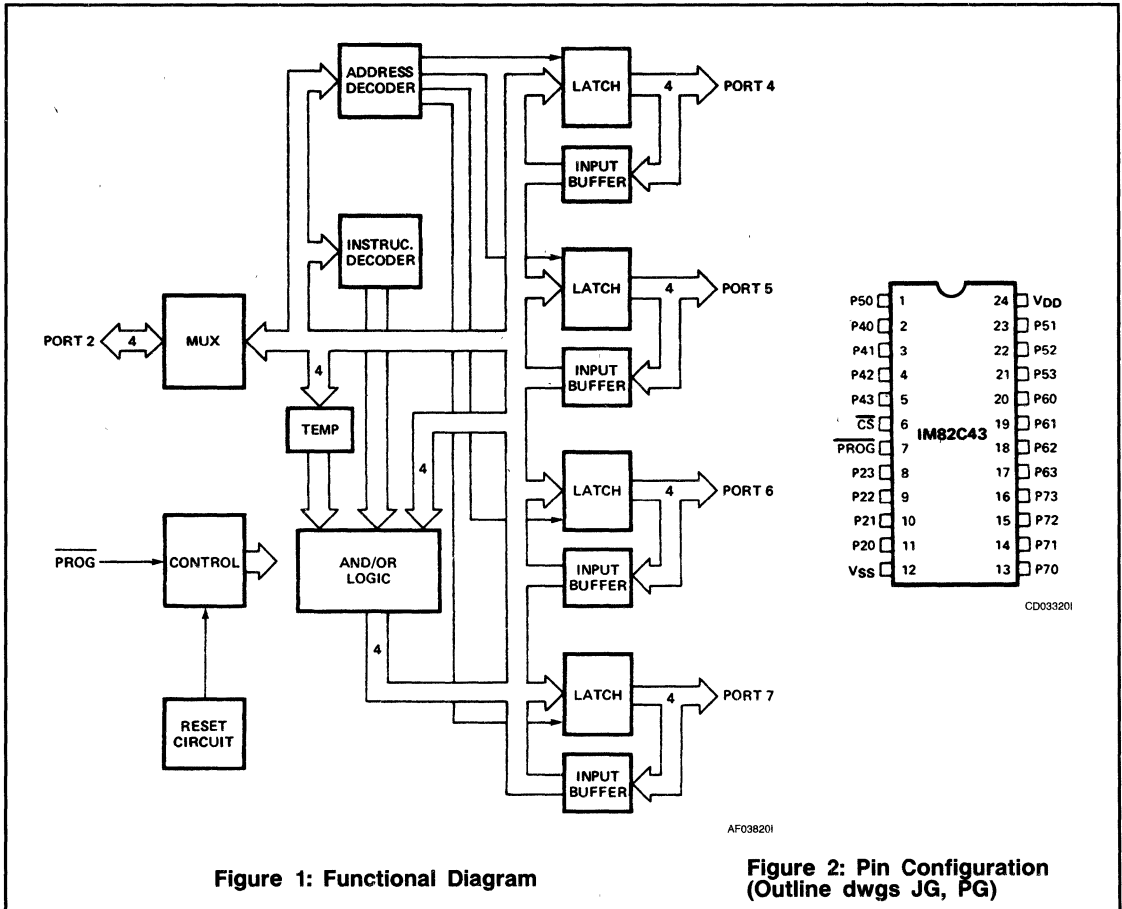 ADDRESS
DECODER
LATCH
4
PORT 4
INPUT
BUFFER
INSTRUC.
DECODER
LATCH
4
PORT 5
PORT 2
4
MUX
INPUT
BUFFER
4
TEMP
4
LATCH
4
PORT 6
PROG
CONTROL
AND/OR
LOGIC
INPUT
BUFFER
4
LATCH
4
PORT 7
RESET
CIRCUIT
INPUT
BUFFER
AF03820I
Figure 1: Functional Diagram
P50 1 24 VDD
P40 2 23 P51
P41 3 22 P52
P42 4 21 P53
P43 5 20 P60
CS 6 19 P61
IM82C43
PROG 7 18 P62
P23 8 17 P63
P22 9 16 P73
P21 10 15 P72
P20 11 14 P71
VSS 12 13 P70
CD03320I
Figure 2: Pin Configuration
(Outline dwgs JG, PG)